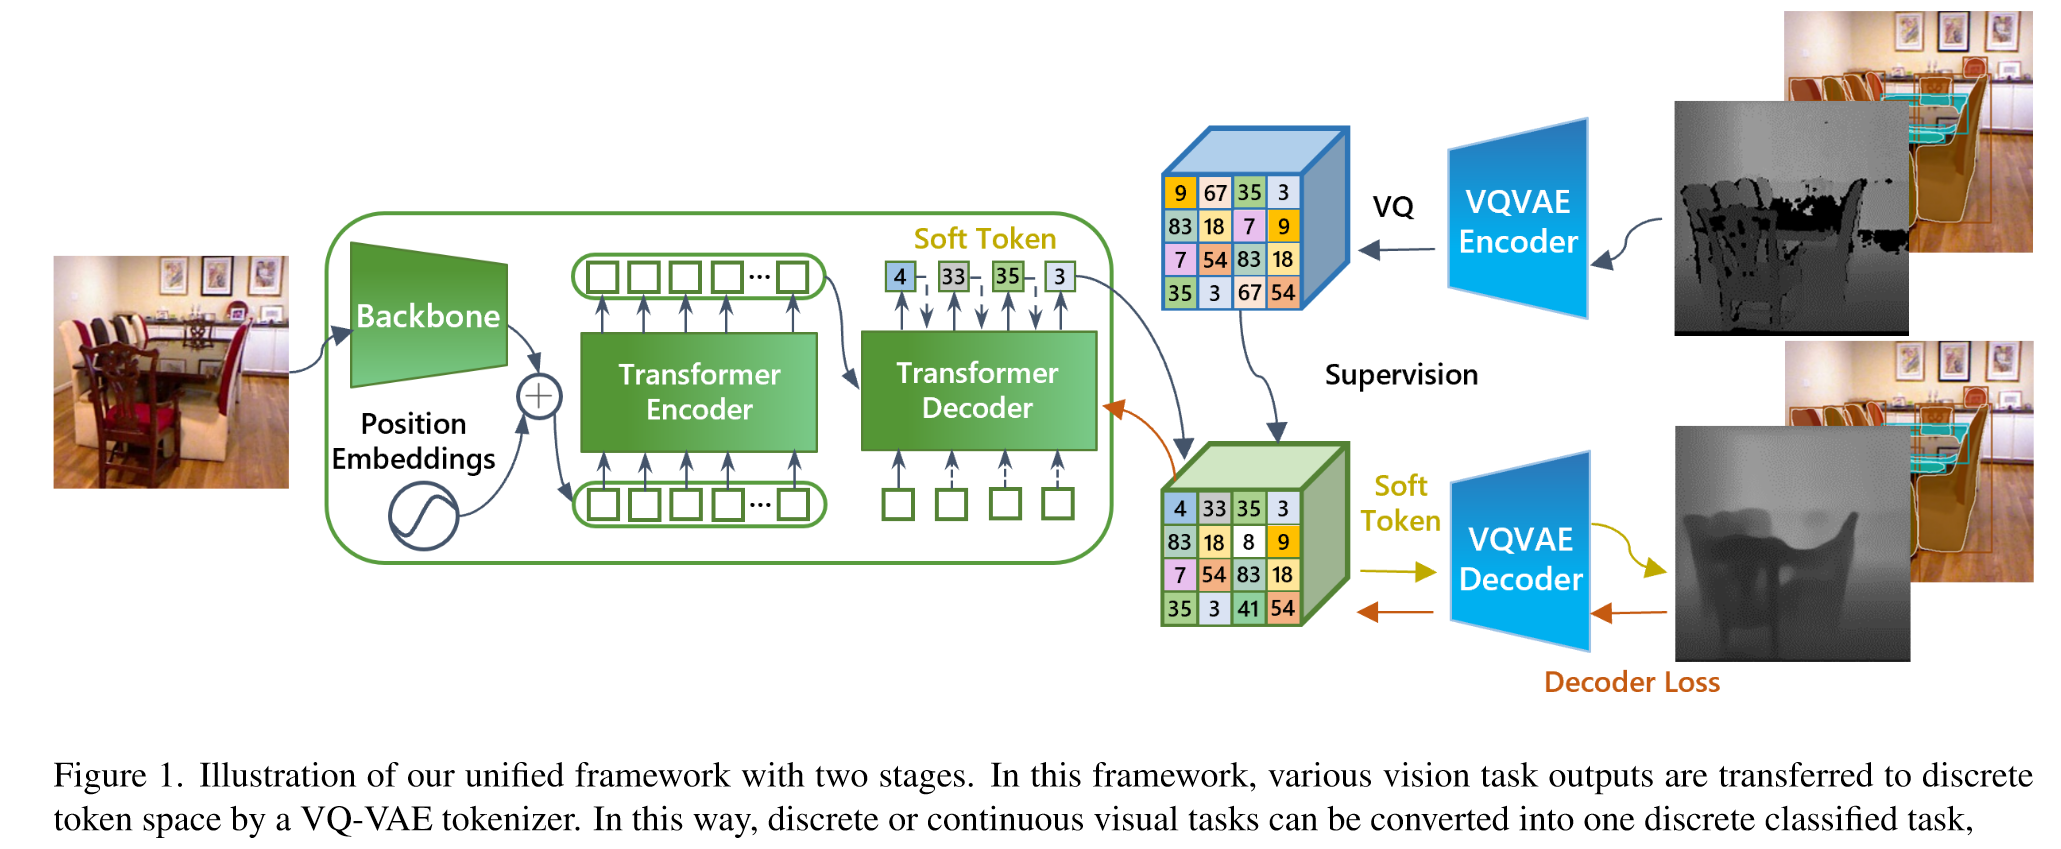 Backbone
Position
Embeddings
Transformer
Encoder
Soft Token
4 33 35 3
Transformer
Decoder
9 67 35 3
83 18 7 9
7 54 83 18
35 3 67 54
VQ
VQVAE
Encoder
Supervision
4 33 35 3
83 18 8 9
7 54 83 18
35 3 41 54
Soft
Token
VQVAE
Decoder
Decoder Loss
Figure 1. Illustration of our unified framework with two stages. In this framework, various vision task outputs are transferred to discrete
token space by a VQ-VAE tokenizer. In this way, discrete or continuous visual tasks can be converted into one discrete classified task,